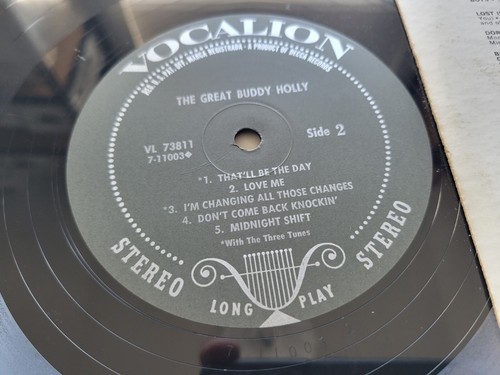 VOCALION
REG. U.S. PAT. OFF. MARCA REGISTRADA • A PRODUCT OF DECCA RECORDS
THE GREAT BUDDY HOLLY
VL 73811
7-11003◆
Side 2
*1. THAT'LL BE THE DAY
2. LOVE ME
*3. I'M CHANGING ALL THOSE CHANGES
4. DON'T COME BACK KNOCKIN'
5. MIDNIGHT SHIFT
*With The Three Tunes
STEREO
LONG PLAY
STEREO